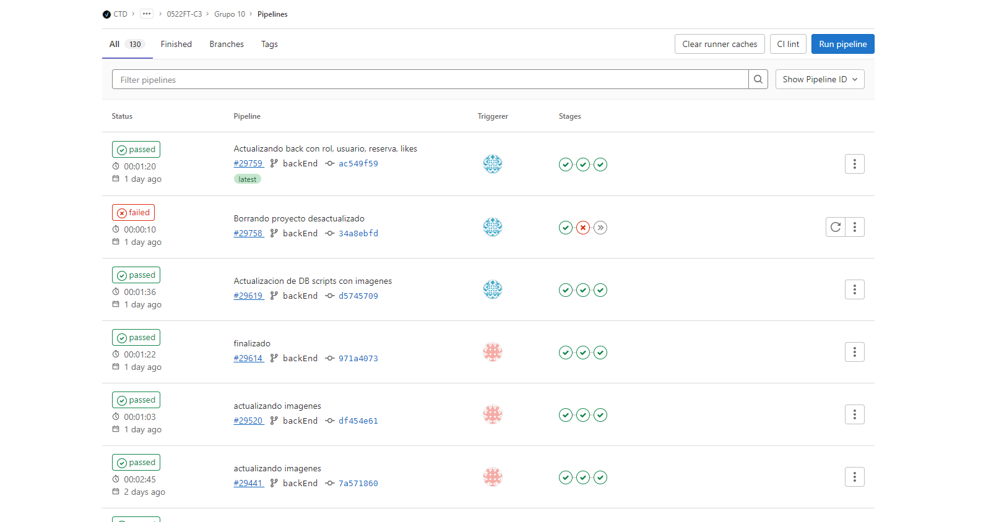 CTD > ··· > 0522FT-C3 > Grupo 10 > Pipelines
All 130 Finished Branches Tags Clear runner caches CI lint Run pipeline
Filter pipelines Show Pipeline ID
Status Pipeline Triggerer Stages
passed
00:01:20
1 day ago
Actualizando back con rol, usuario, reserva, likes
#29759 backEnd ac549f59
latest
failed
00:00:10
1 day ago
Borrando proyecto desactualizado
#29758 backEnd 34a8ebfd
passed
00:01:36
1 day ago
Actualizacion de DB scripts con imagenes
#29619 backEnd d5745709
passed
00:01:22
1 day ago
finalizado
#29614 backEnd 971a4073
passed
00:01:03
1 day ago
actualizando imagenes
#29520 backEnd df454e61
passed
00:02:45
2 days ago
actualizando imagenes
#29441 backEnd 7a571860